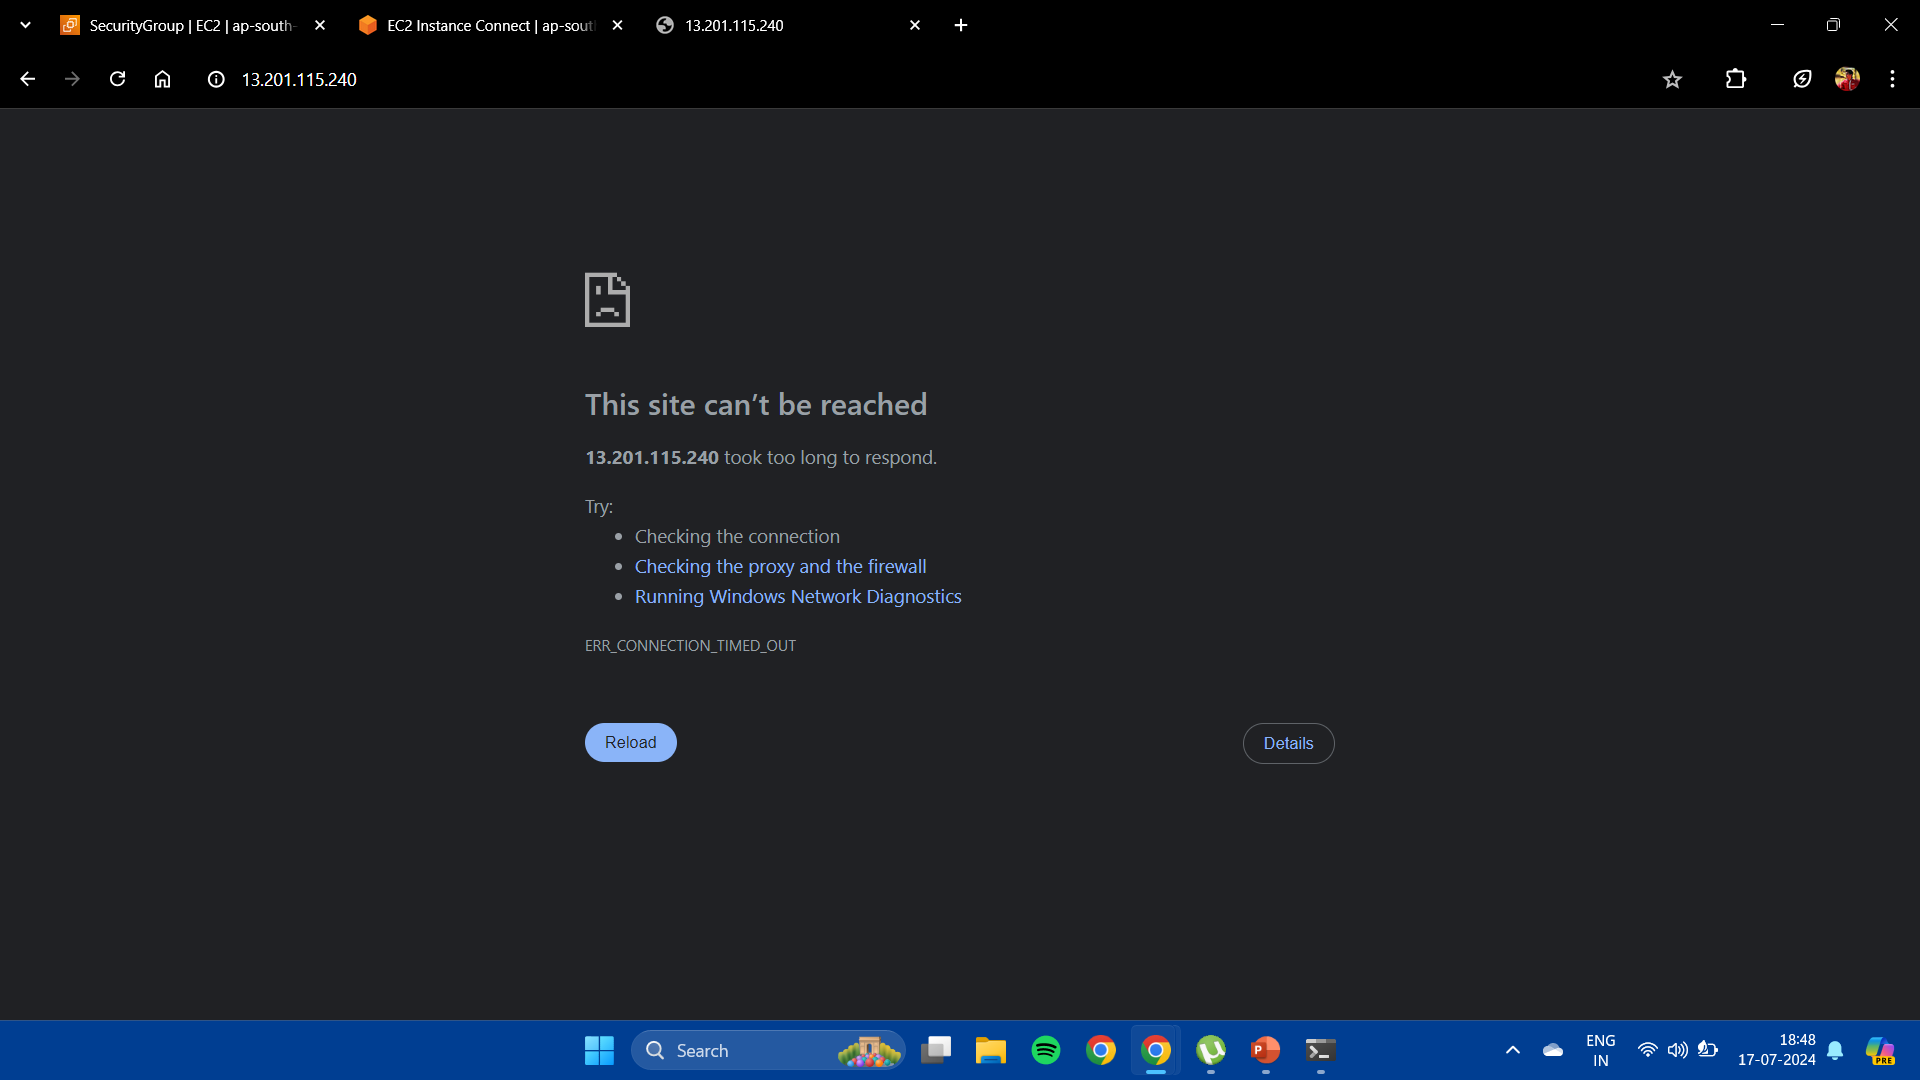 SecurityGroup | EC2 | ap-south-
EC2 Instance Connect | ap-sout
13.201.115.240
13.201.115.240
This site can’t be reached
13.201.115.240 took too long to respond.
Try:
Checking the connection
Checking the proxy and the firewall
Running Windows Network Diagnostics
ERR_CONNECTION_TIMED_OUT
Reload
Details
Search
P
ENG
IN
18:48
17-07-2024
PRE